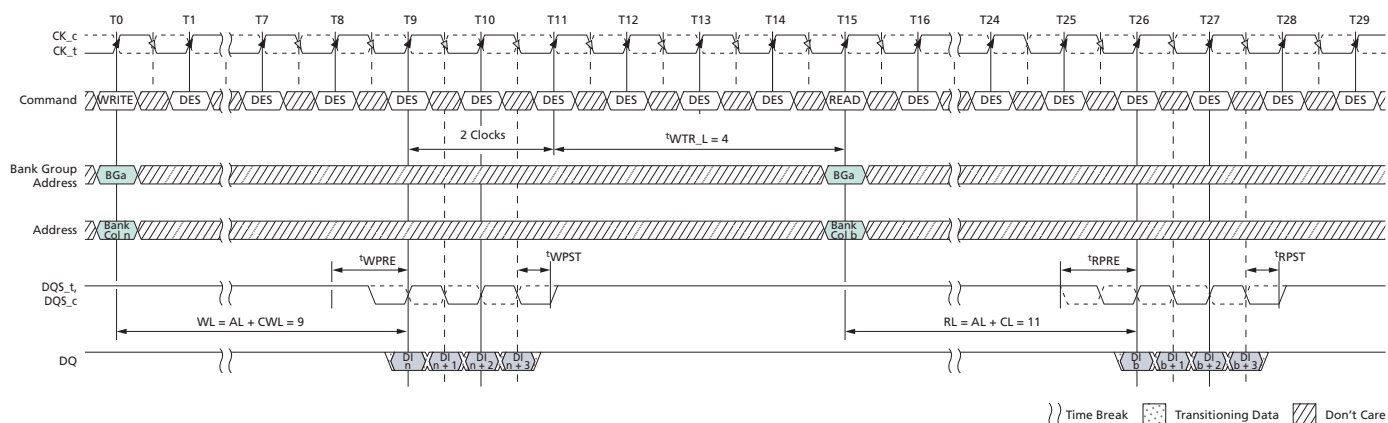 T0 T1 T7 T8 T9 T10 T11 T12 T13 T14 T15 T16 T24 T25 T26 T27 T28 T29
CK_c
CK_t
Command WRITE DES DES DES DES DES DES DES DES DES READ DES DES DES DES DES DES DES
2 Clocks tWTR_L = 4
Bank Group
Address
BGa BGa
Address
Bank
Col n
Bank
Col b
tWPRE tWPST tRPRE tRPST
DQS_t,
DQS_c
WL = AL + CWL = 9 RL = AL + CL = 11
DQ
DI DI DI DI DI DI DI DI
n n + 1 n + 2 n + 3 b b + 1 b + 2 b + 3
Time Break Transitioning Data Don't Care